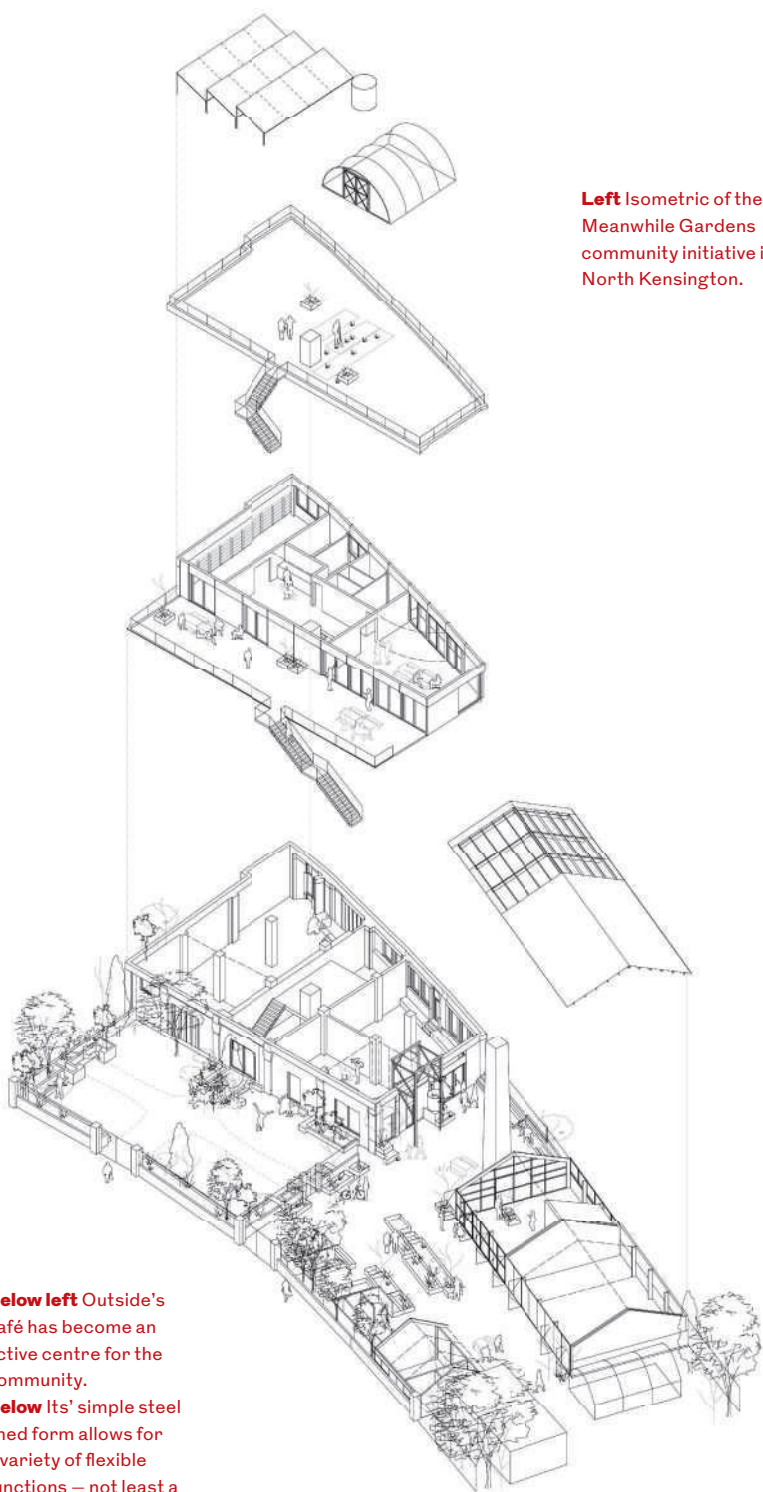 Left Isometric of the
Meanwhile Gardens
community initiative i
North Kensington.
elow left Outside's
afé has become an
ctive centre for the
ommunity.
elow Its' simple steel
hed form allows for
variety of flexible
unctions — not least a